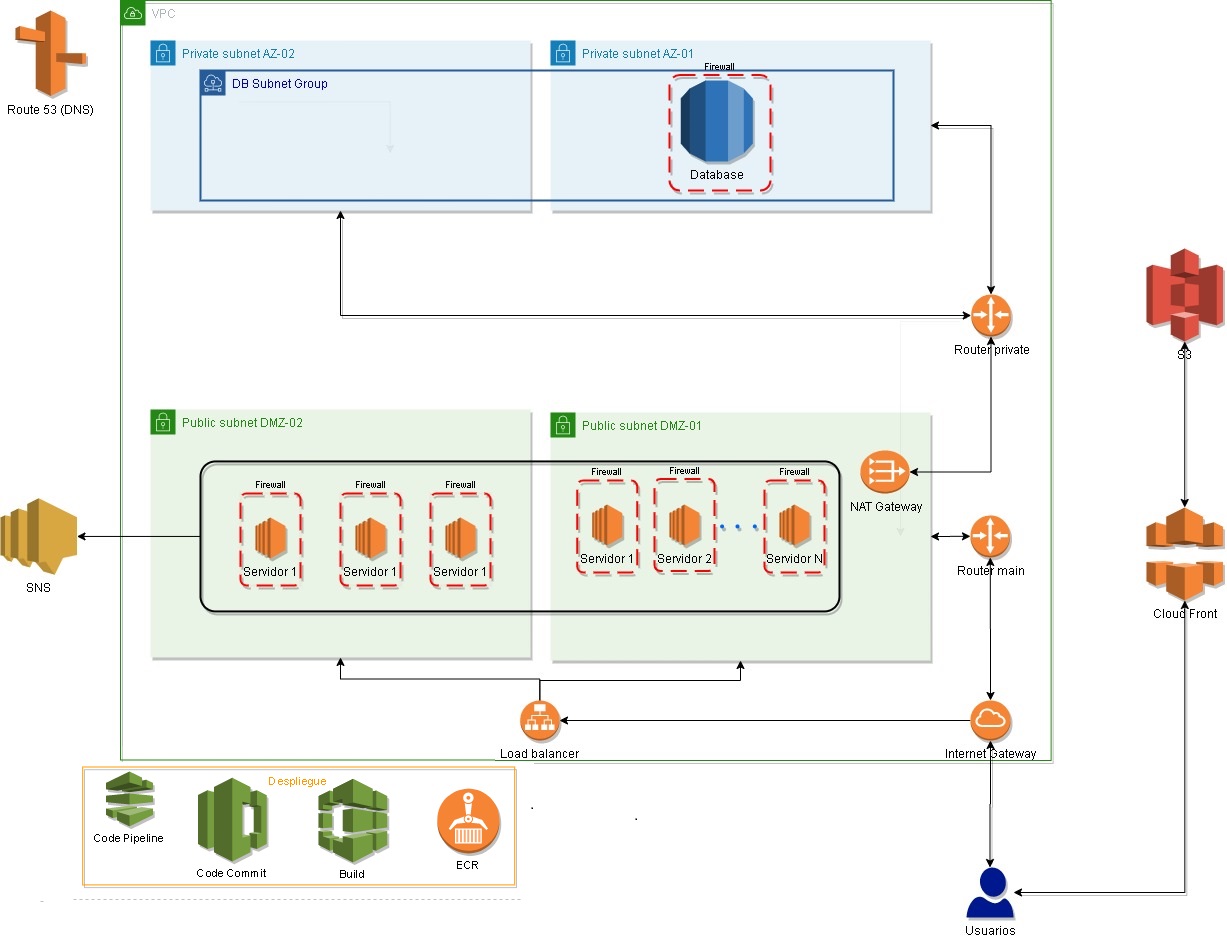 VPC
Private subnet AZ-02
Private subnet AZ-01
Firewall
DB Subnet Group
Route 53 (DNS)
Database
Router private
S3
Public subnet DMZ-02
Public subnet DMZ-01
Firewall
Firewall
Firewall
Firewall
Firewall
Firewall
NAT Gateway
Servidor 1
Servidor 2
Servidor N
Servidor 1
Servidor 1
Servidor 1
Router main
SNS
Cloud Front
Load balancer
Internet Gateway
Despliegue
Code Pipeline
Code Commit
Build
ECR
Usuarios